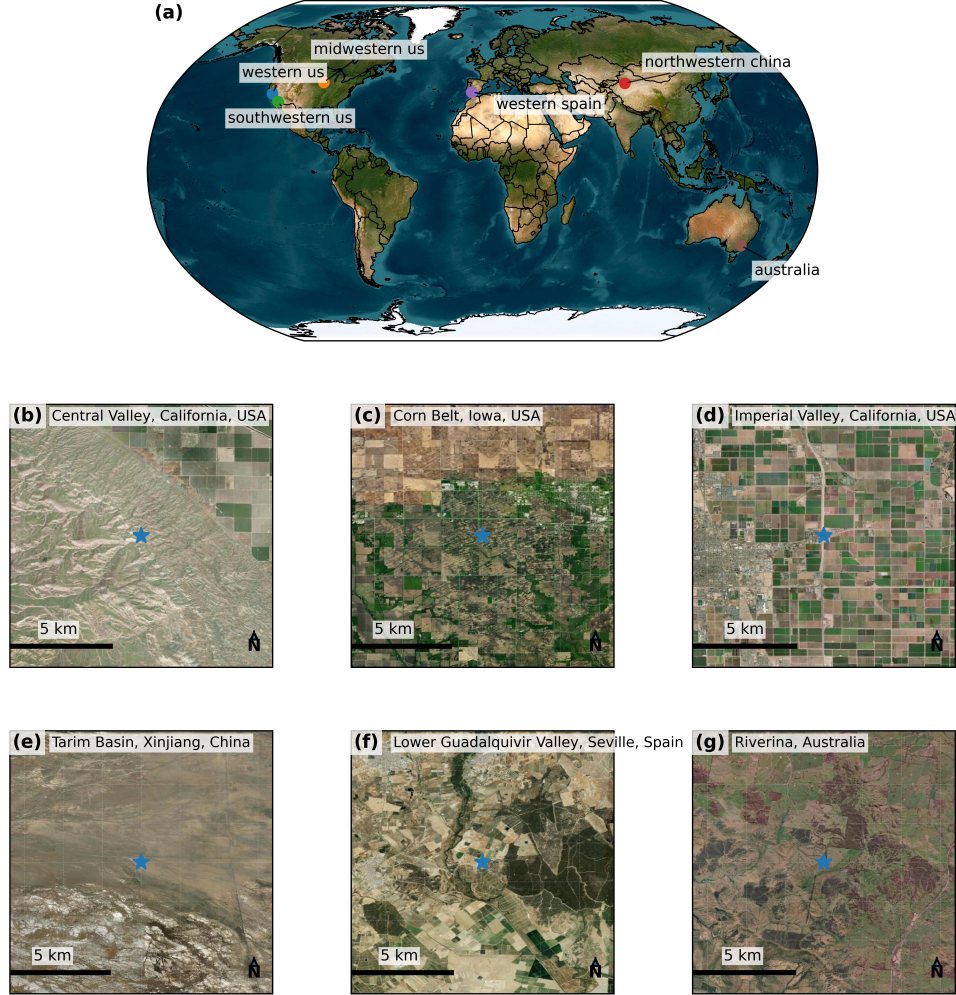 (a)
midwestern us
northwestern china
western us
western spain
southwestern us
australia
(b) Central Valley, California, USA
5 km
N
(c) Corn Belt, Iowa, USA
5 km
N
(d) Imperial Valley, California, USA
5 km
N
(e) Tarim Basin, Xinjiang, China
5 km
N
(f) Lower Guadalquivir Valley, Seville, Spain
5 km
N
(g) Riverina, Australia
5 km
N